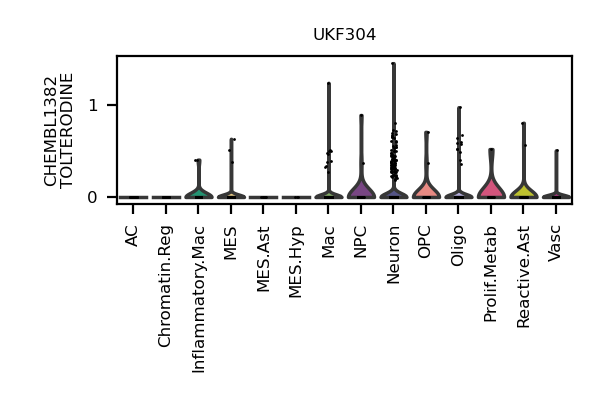 UKF304
CHEMBL1382
TOLTERODINE
1
0
AC
Chromatin.Reg
Inflammatory.Mac
MES
MES.Ast
MES.Hyp
Mac
NPC
Neuron
OPC
Oligo
Prolif.Metab
Reactive.Ast
Vasc